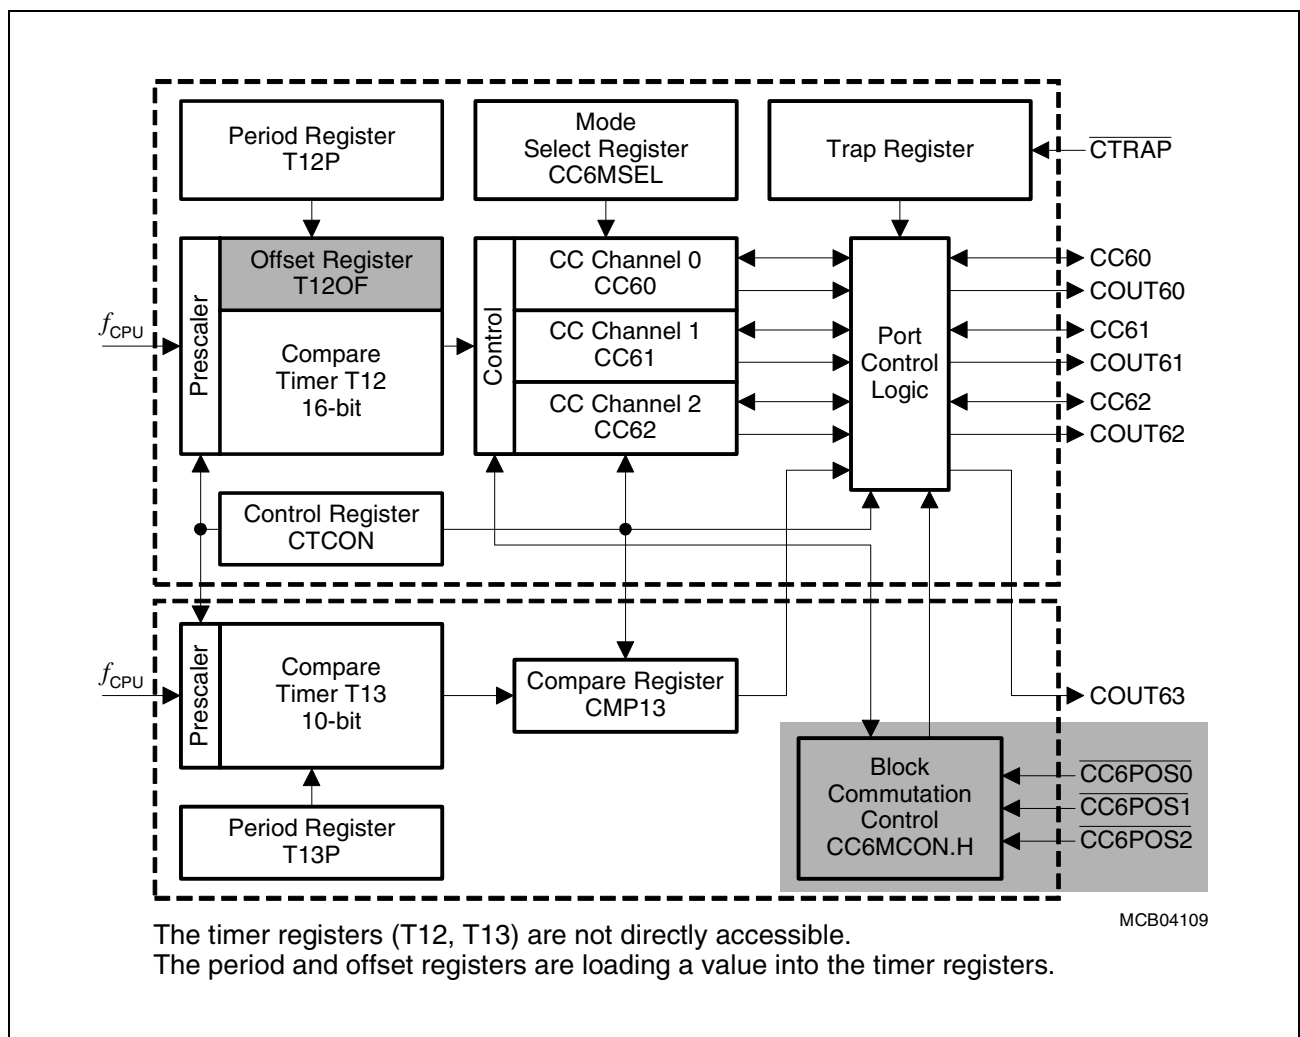 Period Register
T12P
Mode
Select Register
CC6MSEL
Trap Register
CTRAP
Prescaler
Offset Register
T12OF
Compare
Timer T12
16-bit
fCPU
Control
CC Channel 0
CC60
CC Channel 1
CC61
CC Channel 2
CC62
Port
Control
Logic
CC60
COUT60
CC61
COUT61
CC62
COUT62
Control Register
CTCON
fCPU
Prescaler
Compare
Timer T13
10-bit
Compare Register
CMP13
COUT63
Block
Commutation
Control
CC6MCON.H
CC6POS0
CC6POS1
CC6POS2
Period Register
T13P
MCB04109
The timer registers (T12, T13) are not directly accessible.
The period and offset registers are loading a value into the timer registers.